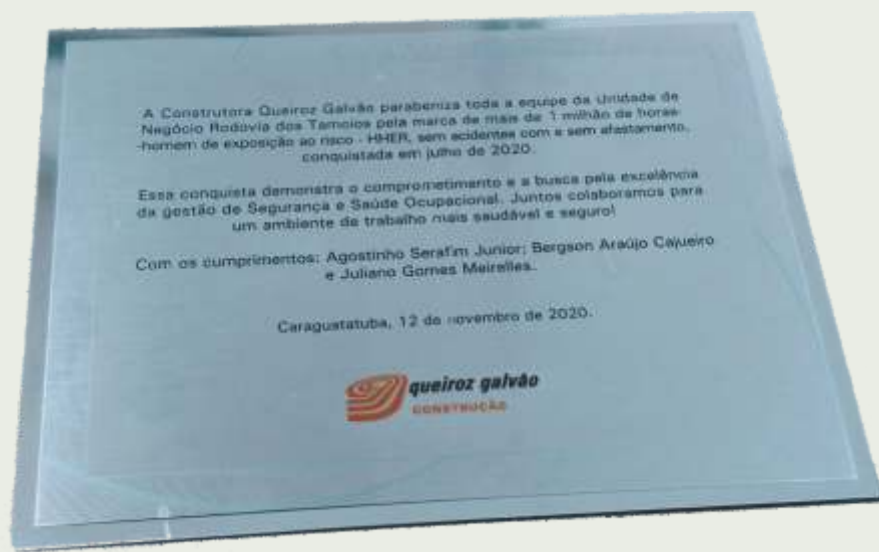 A Construtora Queiroz Galvão parabeniza toda a equipe da Unidade de
Negócio Rodovia dos Tamoios pela marca de mais de 1 milhão de horas-
-homem de exposição ao risco - HHER, sem acidentes com e sem afastamento,
conquistada em julho de 2020.
Essa conquista demonstra o comprometimento e a busca pela excelência
da gestão de Segurança e Saúde Ocupacional. Juntos colaboramos para
um ambiente de trabalho mais saudável e seguro!
Com os cumprimentos: Agostinho Serafim Junior; Bergson Araújo Cajueiro
e Juliano Gomes Meirelles.
Caraguatatuba, 12 de novembro de 2020.
queiroz galvão
CONSTRUÇÃO